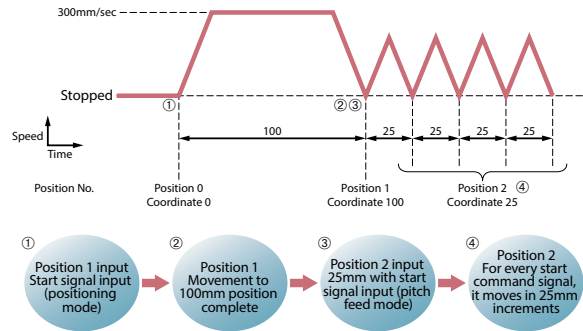 300mm/sec
Stopped
① ②③
Speed
Time
100 25 25 25 25
Position No. Position 0 Position 1 Position 2 ④
Coordinate 0 Coordinate 100 Coordinate 25
①
Position 1 input
Start signal input
(positioning
mode)
②
Position 1
Movement to
100mm position
complete
③
Position 2 input
25mm with start
signal input (pitch
feed mode)
④
Position 2
For every start
command signal,
it moves in 25mm
increments